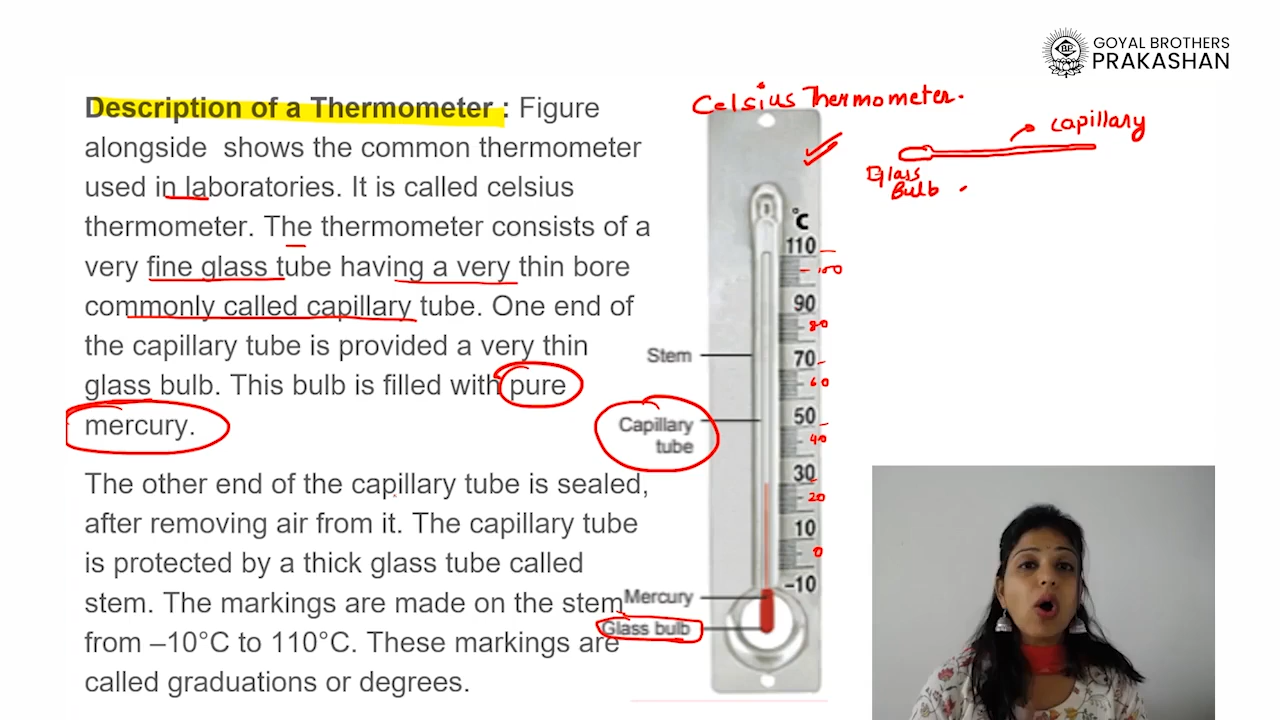 GOYAL BROTHERS
PRAKASHAN
Description of a Thermometer : Figure
alongside shows the common thermometer
used in laboratories. It is called celsius
thermometer. The thermometer consists of a
very fine glass tube having a very thin bore
commonly called capillary tube. One end of
the capillary tube is provided a very thin
glass bulb. This bulb is filled with pure
mercury.
The other end of the capillary tube is sealed,
after removing air from it. The capillary tube
is protected by a thick glass tube called
stem. The markings are made on the stem
from –10°C to 110°C. These markings are
called graduations or degrees.
Celsius Thermometer.
capillary
Glass
Bulb
°C
110
100
90
80
70
60
50
40
30
20
10
0
–10
Stem
Capillary
tube
Mercury
Glass bulb